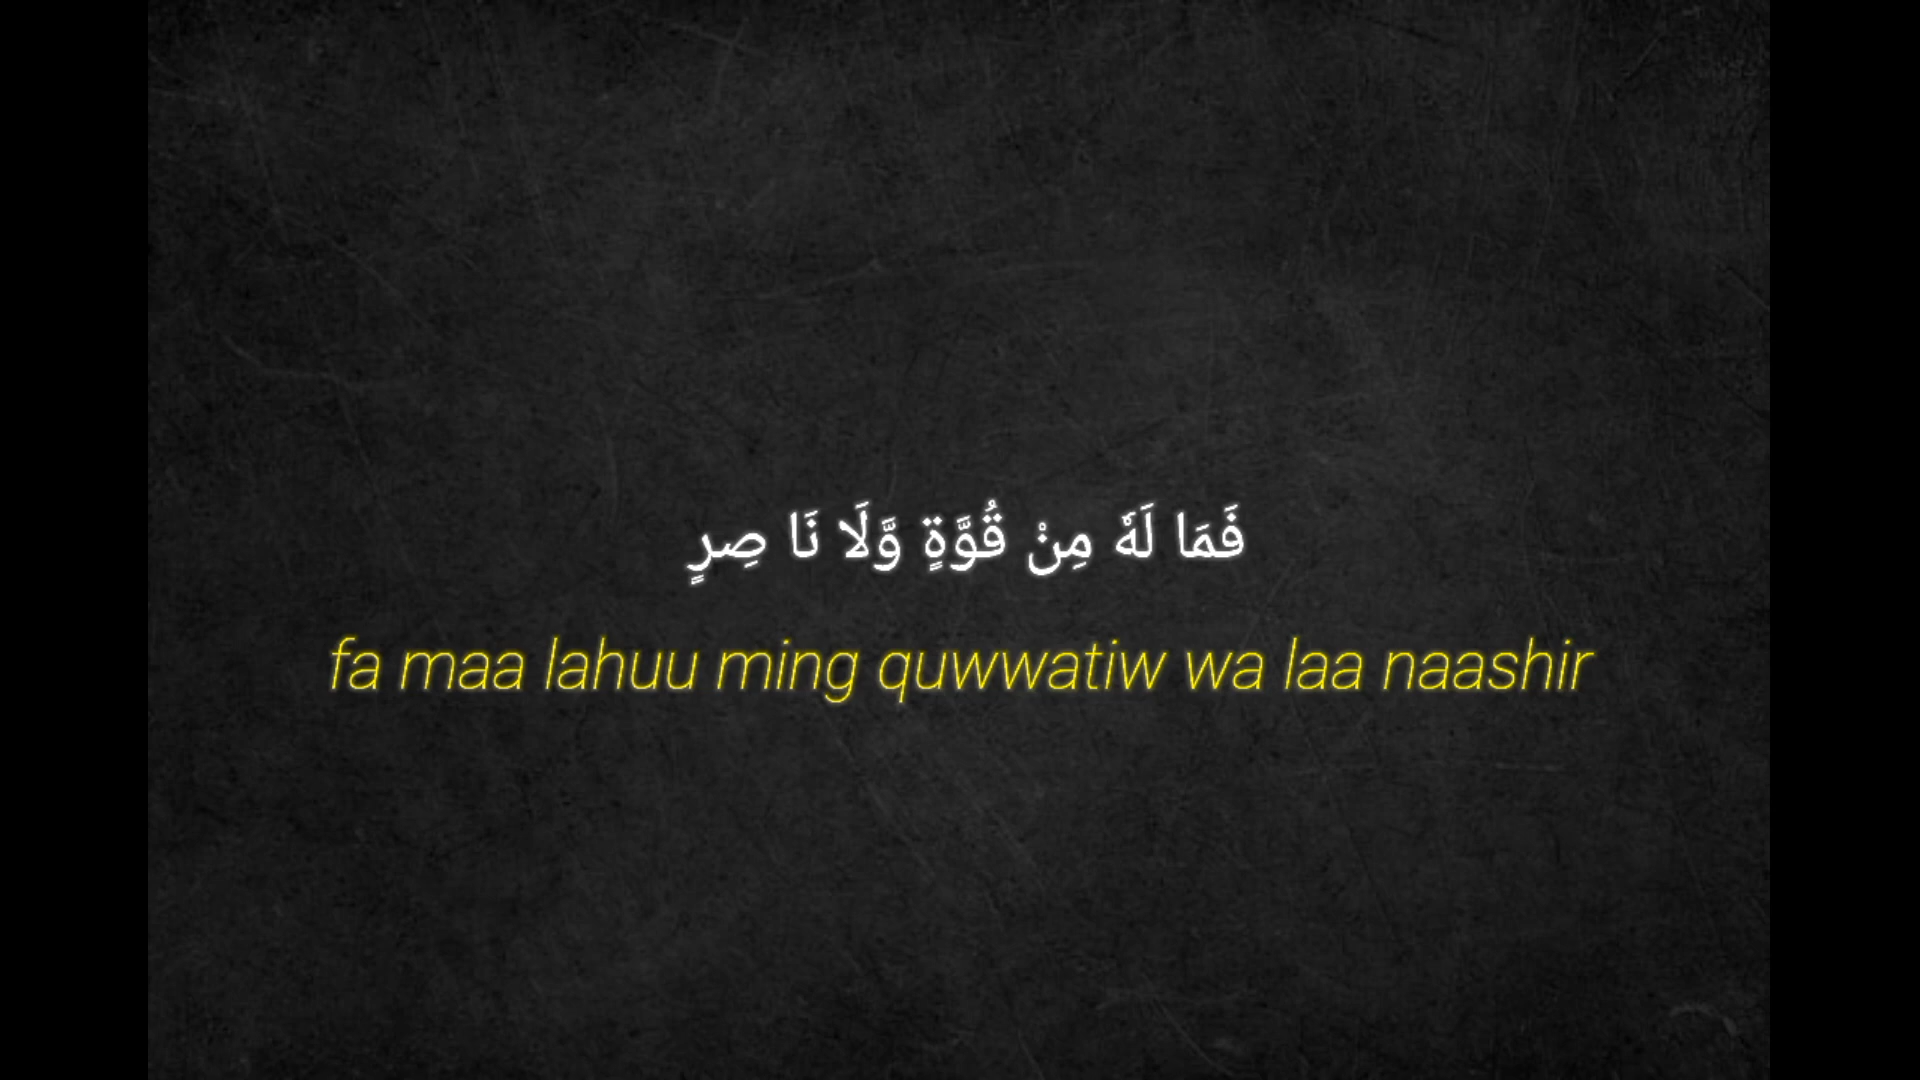 فَمَا لَهٗ مِنْ قُوَّةٍ وَّلَا نَا صِرٍ
fa maa lahuu ming quwwatiw wa laa naashir